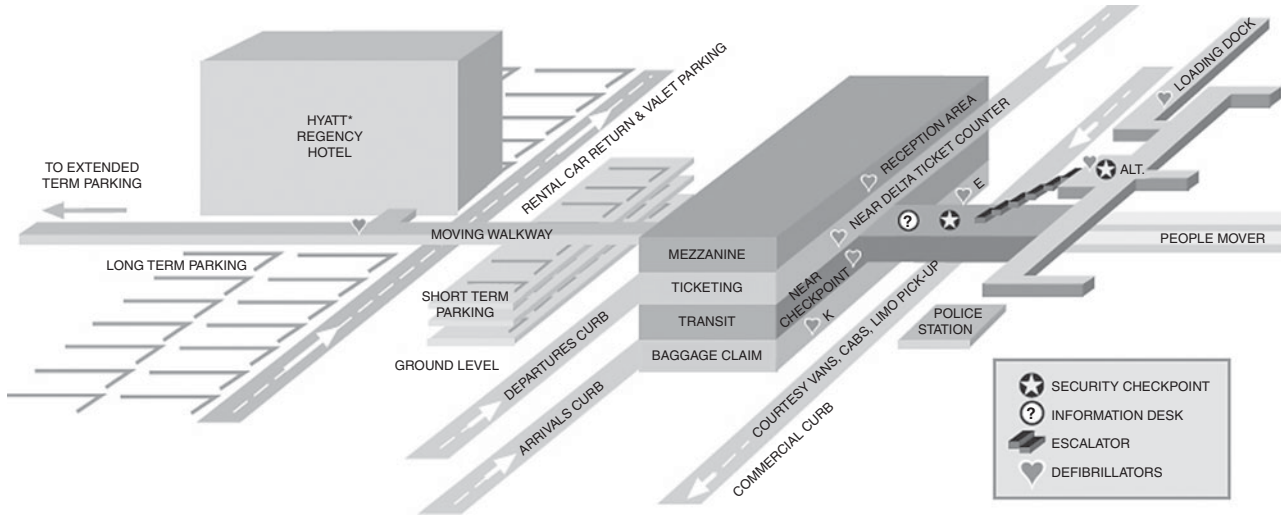 HYATT*
REGENCY
HOTEL
TO EXTENDED
TERM PARKING
RENTAL CAR RETURN & VALET PARKING
MOVING WALKWAY
LONG TERM PARKING
SHORT TERM
PARKING
GROUND LEVEL
DEPARTURES CURB
ARRIVALS CURB
MEZZANINE
TICKETING
TRANSIT
BAGGAGE CLAIM
RECEPTION AREA
NEAR DELTA TICKET COUNTER
NEAR
CHECKPOINT
K
E
?
LOADING DOCK
ALT.
PEOPLE MOVER
POLICE
STATION
COURTESY VANS, CABS, LIMO PICK-UP
COMMERCIAL CURB
SECURITY CHECKPOINT
? INFORMATION DESK
ESCALATOR
DEFIBRILLATORS